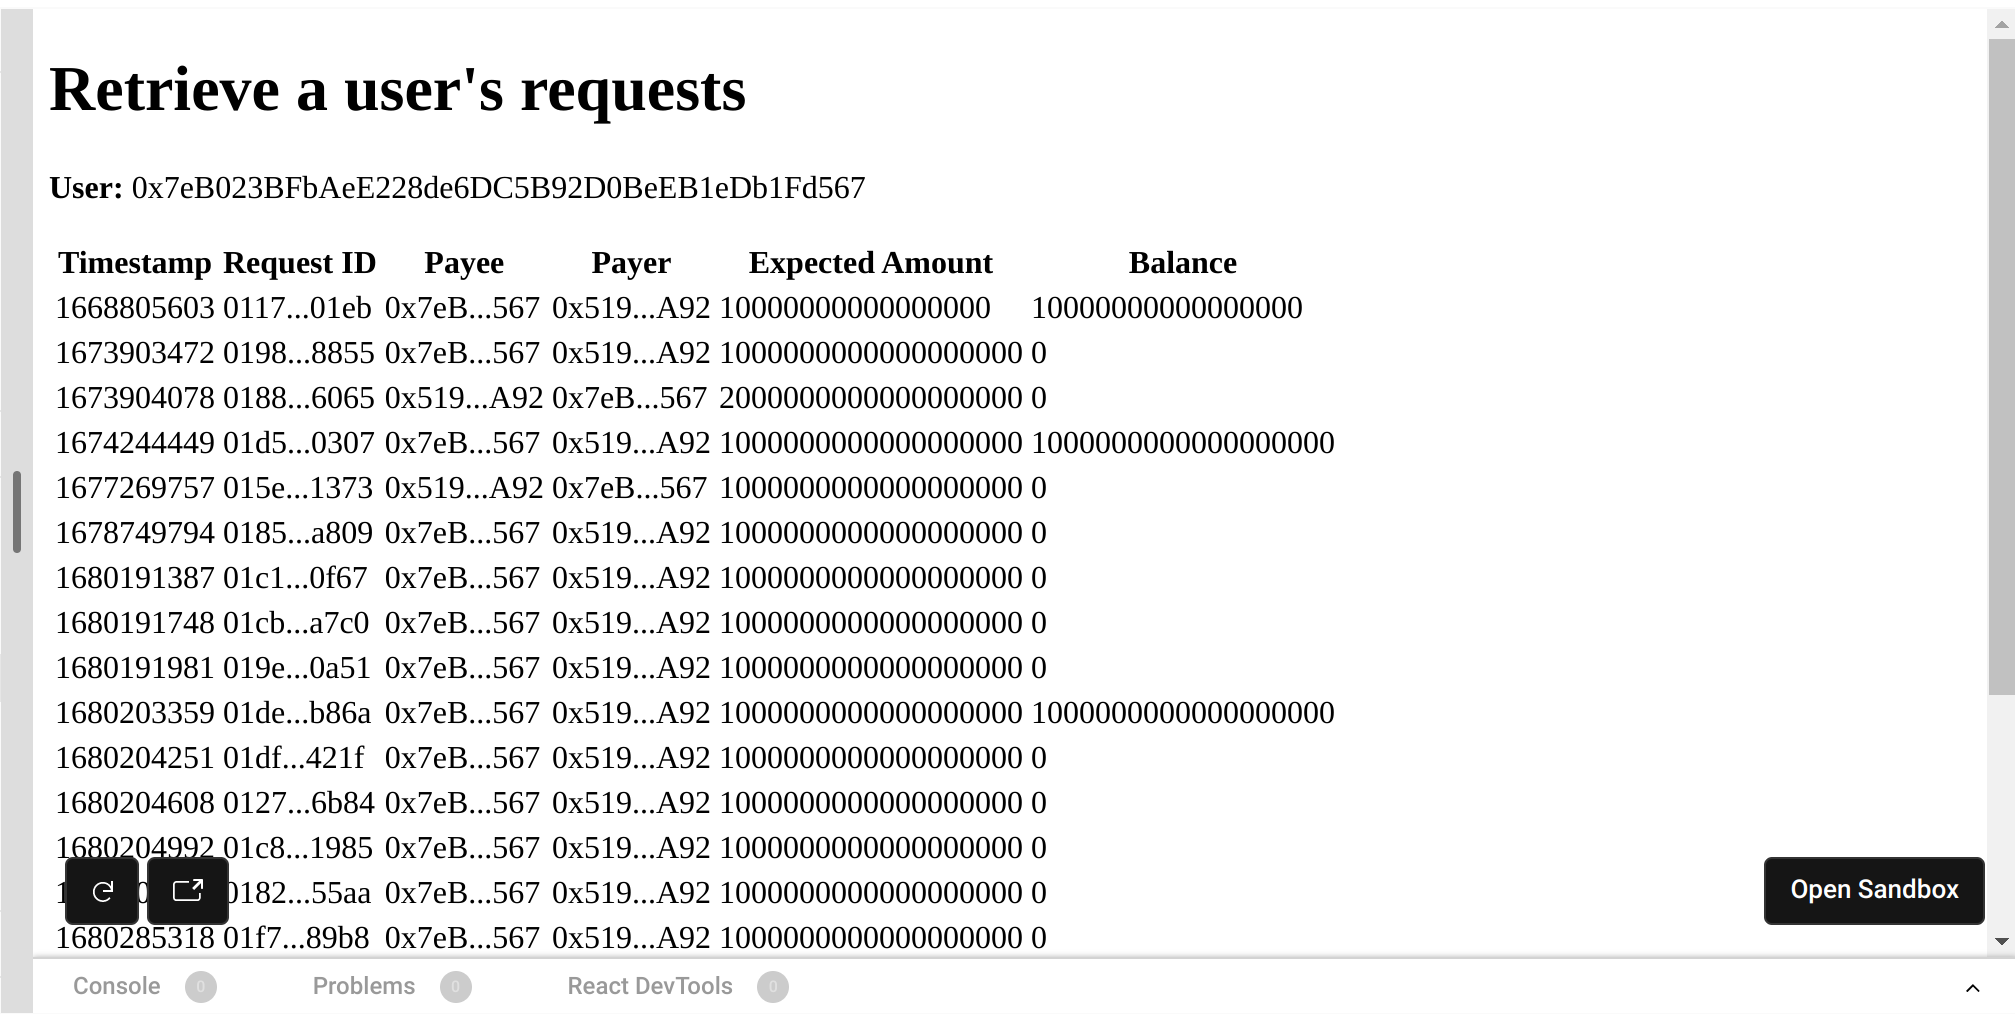 Retrieve a user's requests
User: 0x7eB023BFbAeE228de6DC5B92D0BeEB1eDb1Fd567
Timestamp Request ID Payee Payer Expected Amount Balance
1668805603 0117...01eb 0x7eB...567 0x519...A92 10000000000000000 10000000000000000
1673903472 0198...8855 0x7eB...567 0x519...A92 1000000000000000000 0
1673904078 0188...6065 0x519...A92 0x7eB...567 2000000000000000000 0
1674244449 01d5...0307 0x7eB...567 0x519...A92 1000000000000000000 1000000000000000000
1677269757 015e...1373 0x519...A92 0x7eB...567 1000000000000000000 0
1678749794 0185...a809 0x7eB...567 0x519...A92 1000000000000000000 0
1680191387 01c1...0f67 0x7eB...567 0x519...A92 1000000000000000000 0
1680191748 01cb...a7c0 0x7eB...567 0x519...A92 1000000000000000000 0
1680191981 019e...0a51 0x7eB...567 0x519...A92 1000000000000000000 0
1680203359 01de...b86a 0x7eB...567 0x519...A92 1000000000000000000 1000000000000000000
1680204251 01df...421f 0x7eB...567 0x519...A92 1000000000000000000 0
1680204608 0127...6b84 0x7eB...567 0x519...A92 1000000000000000000 0
1680204992 01c8...1985 0x7eB...567 0x519...A92 1000000000000000000 0
0182...55aa 0x7eB...567 0x519...A92 1000000000000000000 0
Open Sandbox
1680285318 01f7...89b8 0x7eB...567 0x519...A92 1000000000000000000 0
Console 0 Problems 0 React DevTools 0